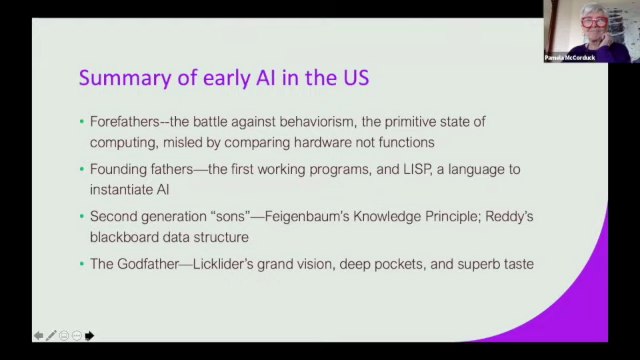 Pamela McCorduck
Summary of early AI in the US
• Forefathers--the battle against behaviorism, the primitive state of
computing, misled by comparing hardware not functions
• Founding fathers—the first working programs, and LISP, a language to
instantiate AI
• Second generation “sons”—Feigenbaum’s Knowledge Principle; Reddy’s
blackboard data structure
• The Godfather—Licklider’s grand vision, deep pockets, and superb taste